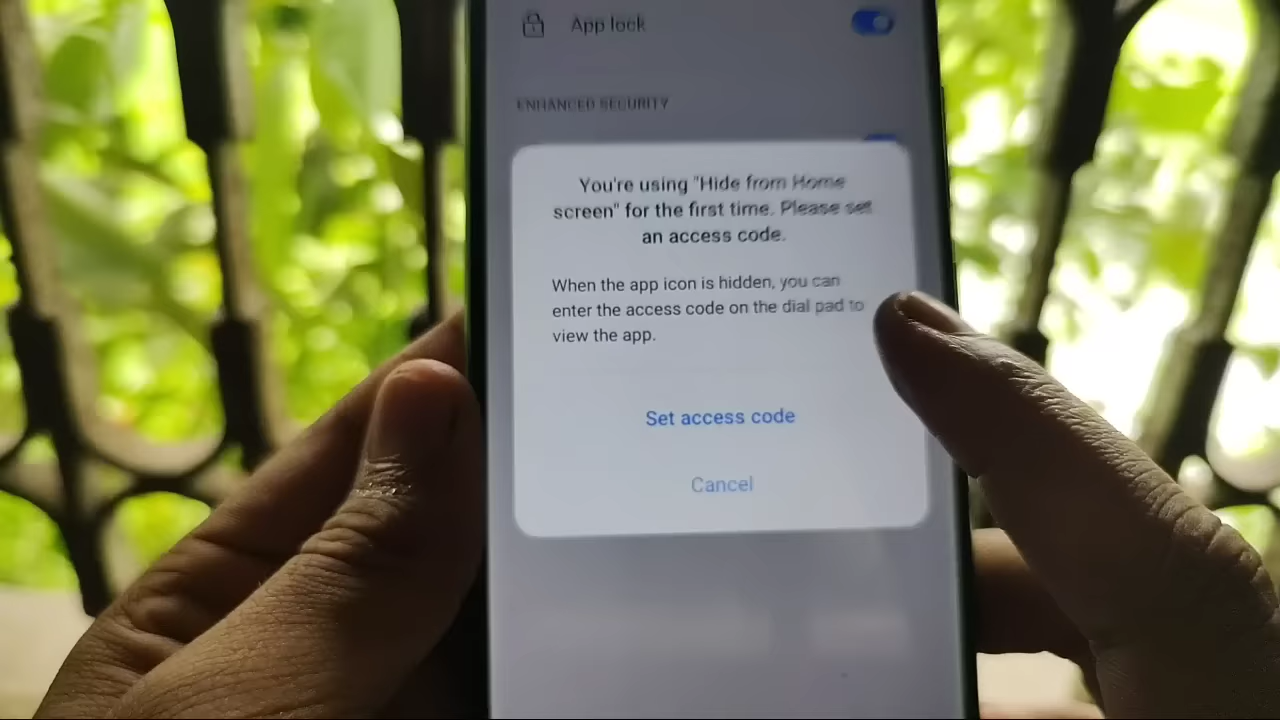 App lock
ENHANCED SECURITY
You're using "Hide from Home
screen" for the first time. Please set
an access code.
When the app icon is hidden, you can
enter the access code on the dial pad to
view the app.
Set access code
Cancel